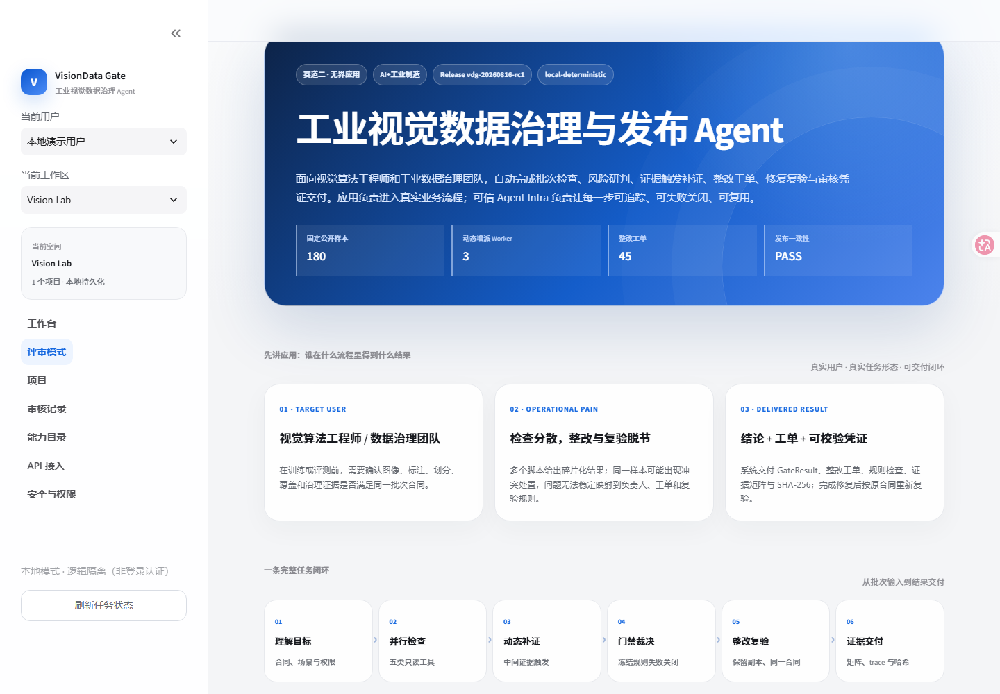 VisionData Gate
工业视觉数据治理 Agent
当前用户
本地演示用户
当前工作区
Vision Lab
当前空间
Vision Lab
1 个项目 · 本地持久化
工作台
评审模式
项目
审核记录
能力目录
API 接入
安全与权限
本地模式 · 逻辑隔离（非登录认证）
刷新任务状态
赛道二 · 无界应用
AI+工业制造
Release vdg-20260816-rc1
local-deterministic
工业视觉数据治理与发布 Agent
面向视觉算法工程师和工业数据治理团队，自动完成批次检查、风险研判、证据触发补证、整改工单、修复复验与审核凭
证交付。应用负责进入真实业务流程；可信 Agent Infra 负责让每一步可追踪、可失败关闭、可复用。
固定公开样本
180
动态增派 Worker
3
整改工单
45
发布一致性
PASS
先讲应用：谁在什么流程里得到什么结果
真实用户 · 真实任务形态 · 可交付闭环
01 · TARGET USER
视觉算法工程师 / 数据治理团队
在训练或评测前，需要确认图像、标注、划分、
覆盖和治理证据是否满足同一批次合同。
02 · OPERATIONAL PAIN
检查分散，整改与复验脱节
多个脚本给出碎片化结果；同一样本可能出现冲
突处置，问题无法稳定映射到负责人、工单和复
验规则。
03 · DELIVERED RESULT
结论 + 工单 + 可校验凭证
系统交付 GateResult、整改工单、规则检查、证
据矩阵与 SHA-256；完成修复后按原合同重新复
验。
一条完整任务闭环
从批次输入到结果交付
01
理解目标
合同、场景与权限
02
并行检查
五类只读工具
03
动态补证
中间证据触发
04
门禁裁决
冻结规则失败关闭
05
整改复验
保留副本、同一合同
06
证据交付
矩阵、trace 与哈希
V